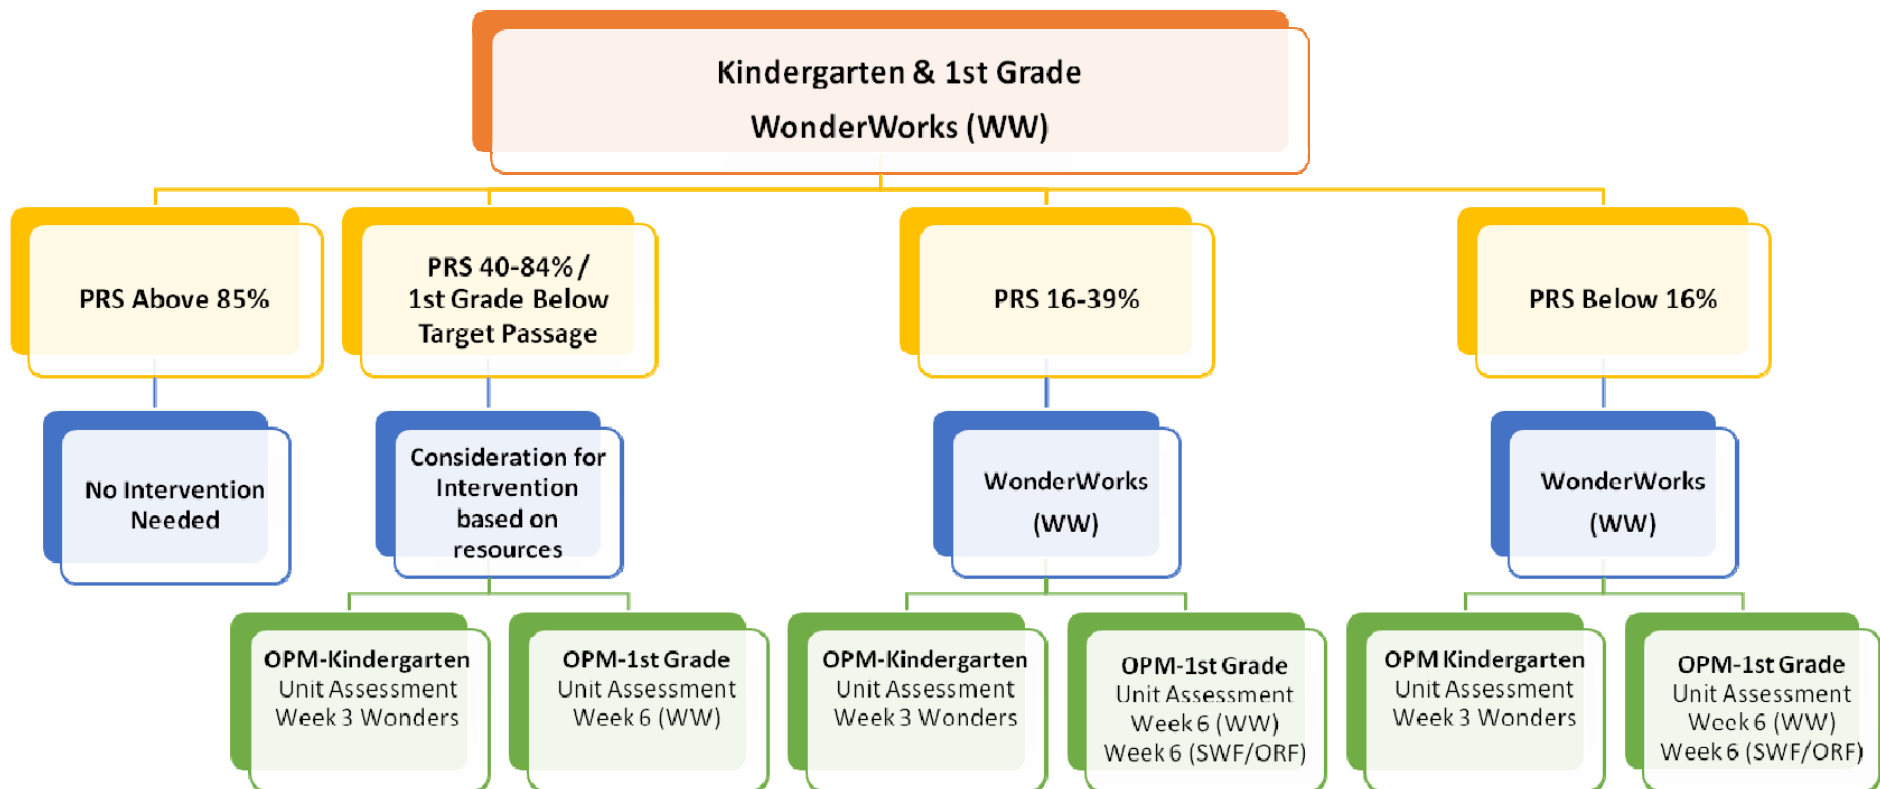 Kindergarten & 1st Grade
WonderWorks (WW)
PRS Above 85%
PRS 40-84% /
1st Grade Below
Target Passage
PRS 16-39%
PRS Below 16%
No Intervention
Needed
Consideration for
Intervention
based on
resources
WonderWorks
(WW)
WonderWorks
(WW)
OPM-Kindergarten
Unit Assessment
Week 3 Wonders
OPM-1st Grade
Unit Assessment
Week 6 (WW)
OPM-Kindergarten
Unit Assessment
Week 3 Wonders
OPM-1st Grade
Unit Assessment
Week 6 (WW)
Week 6 (SWF/ORF)
OPM Kindergarten
Unit Assessment
Week 3 Wonders
OPM-1st Grade
Unit Assessment
Week 6 (WW)
Week 6 (SWF/ORF)